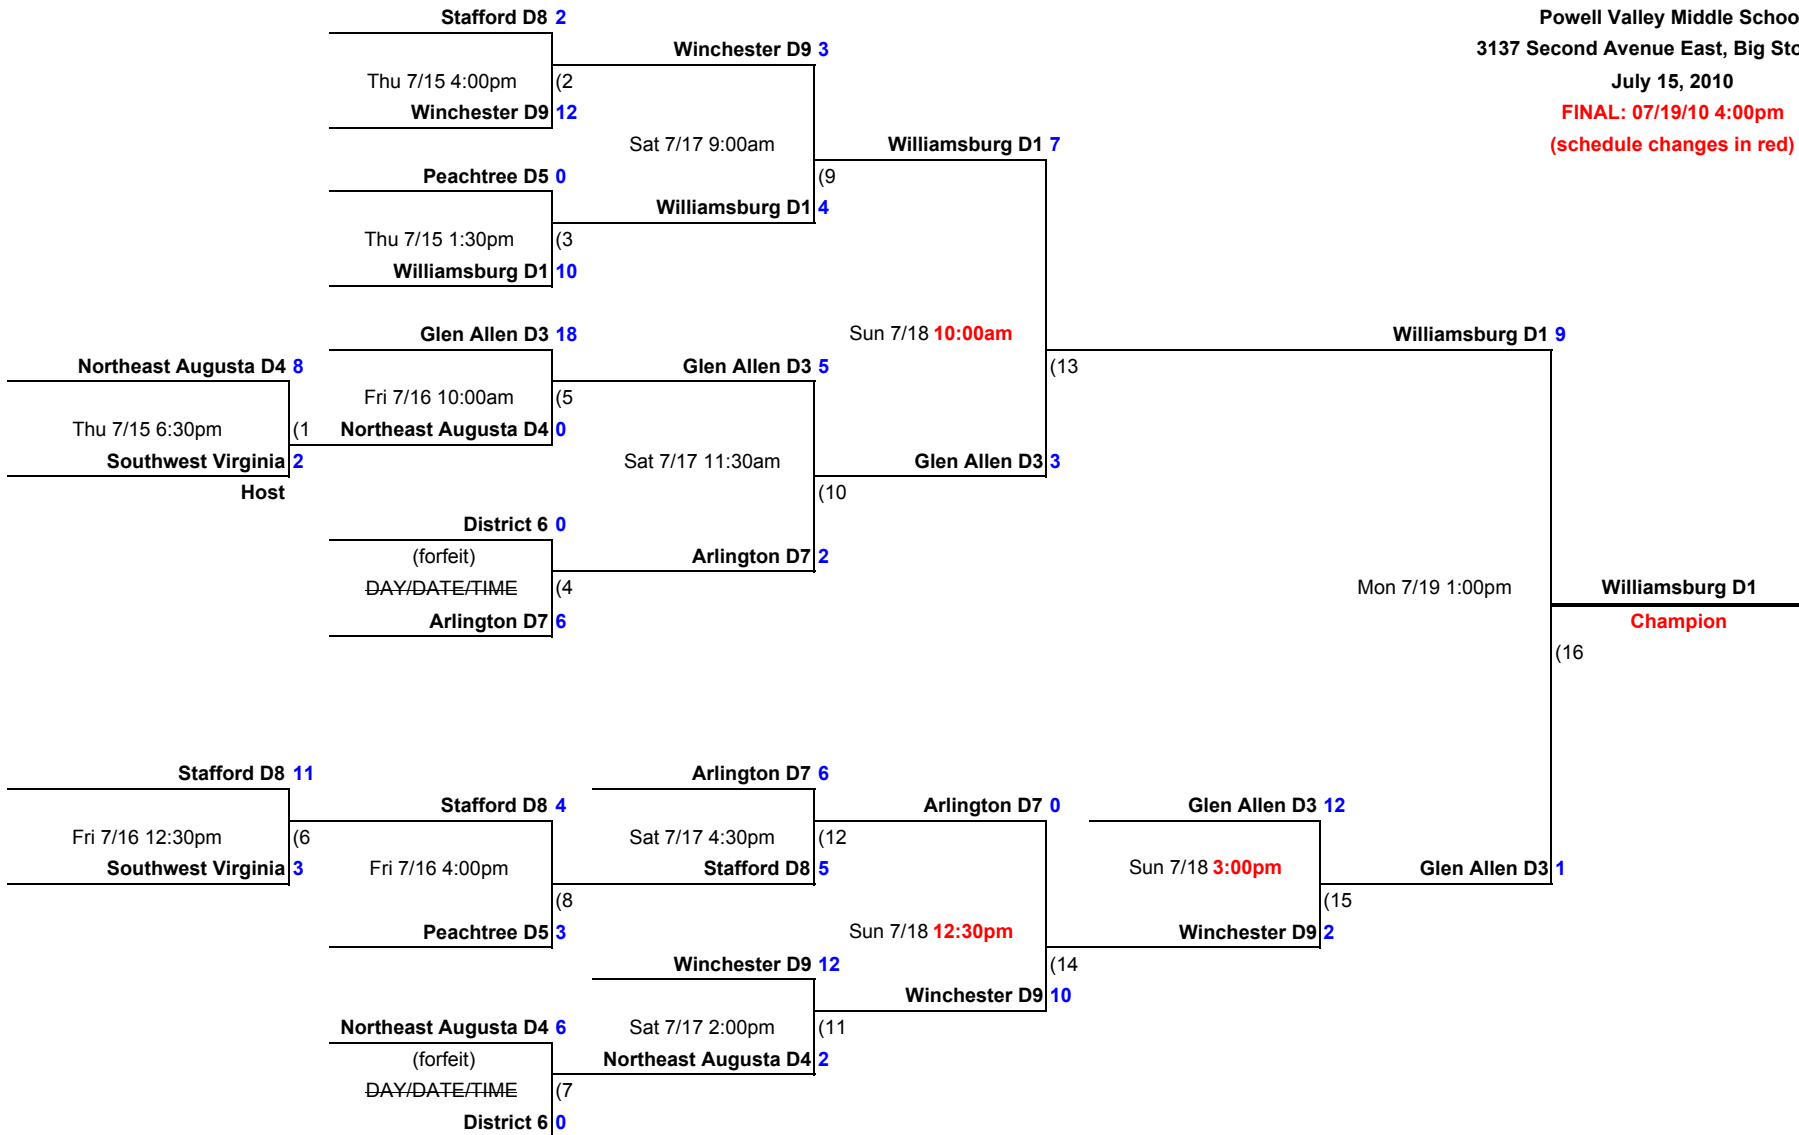 Stafford D8 2
Powell Valley Middle Schoo
Winchester D9 3
3137 Second Avenue East, Big Sto
Thu 7/15 4:00pm (2
July 15, 2010
Winchester D9 12
FINAL: 07/19/10 4:00pm
Sat 7/17 9:00am
Williamsburg D1 7
(schedule changes in red)
Peachtree D5 0
(9
Williamsburg D1 4
Thu 7/15 1:30pm (3
Williamsburg D1 10
Glen Allen D3 18
Sun 7/18 10:00am
Williamsburg D1 9
Northeast Augusta D4 8
Glen Allen D3 5
(13
Fri 7/16 10:00am (5
Thu 7/15 6:30pm (1
Northeast Augusta D4 0
Southwest Virginia 2
Sat 7/17 11:30am
Glen Allen D3 3
Host
(10
District 6 0
(forfeit)
Arlington D7 2
DAY/DATE/TIME (4
Mon 7/19 1:00pm
Williamsburg D1
Arlington D7 6
Champion
(16
Stafford D8 11
Arlington D7 6
Stafford D8 4
Arlington D7 0
Glen Allen D3 12
Fri 7/16 12:30pm (6
Sat 7/17 4:30pm (12
Southwest Virginia 3
Fri 7/16 4:00pm
Stafford D8 5
Sun 7/18 3:00pm
Glen Allen D3 1
(8
(15
Peachtree D5 3
Sun 7/18 12:30pm
Winchester D9 2
Winchester D9 12
(14
Winchester D9 10
Northeast Augusta D4 6
Sat 7/17 2:00pm (11
(forfeit)
Northeast Augusta D4 2
DAY/DATE/TIME (7
District 6 0